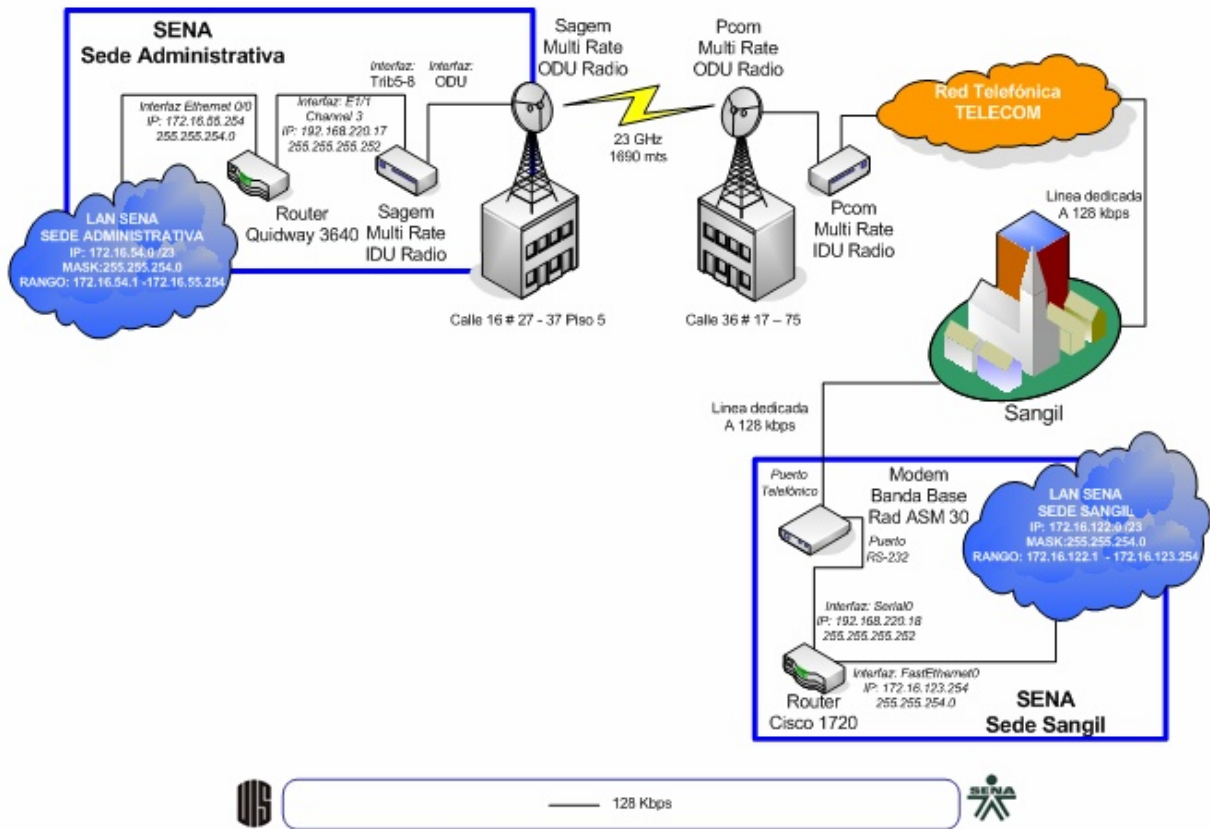 SENA
Sede Administrativa
Interfaz Ethernet 0/0
IP: 172.16.55.254
255.255.254.0
Interfaz: E1/1
Channel 3
IP: 192.168.220.17
255.255.255.252
Interfaz:
Trib5-8
Interfaz:
ODU
Router
Quidway 3640
Sagem
Multi Rate
IDU Radio
LAN SENA
SEDE ADMINISTRATIVA
IP: 172.16.54.0 /23
MASK:255.255.254.0
RANGO: 172.16.54.1 -172.16.55.254
Sagem
Multi Rate
ODU Radio
Calle 16 # 27 - 37 Piso 5
23 GHz
1690 mts
Pcom
Multi Rate
ODU Radio
Calle 36 # 17 – 75
Pcom
Multi Rate
IDU Radio
Red Telefónica
TELECOM
Linea dedicada
A 128 kbps
Sangil
Linea dedicada
A 128 kbps
Puerto
Telefónico
Modem
Banda Base
Rad ASM 30
Puerto
RS-232
LAN SENA
SEDE SANGIL
IP: 172.16.122.0 /23
MASK:255.255.254.0
RANGO: 172.16.122.1 - 172.16.123.254
Interfaz: Serial0
IP: 192.168.220.18
255.255.255.252
Router
Cisco 1720
Interfaz: FastEthernet0
IP: 172.16.123.254
255.255.254.0
SENA
Sede Sangil
UIS
128 Kbps
SENA